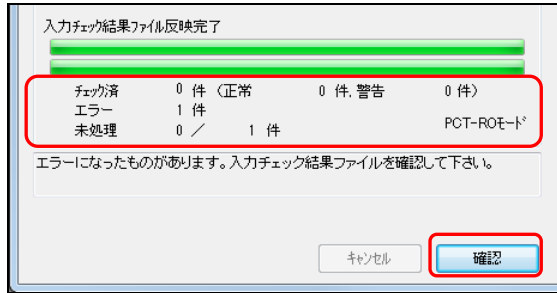 入力ﾁｪｯｸ結果ﾌｧｲﾙ反映完了
ﾁｪｯｸ済 0 件 (正常 0 件, 警告 0 件)
エラー 1 件
未処理 0 / 1 件 PCT-ROﾓｰﾄﾞ
エラーになったものがあります。入力チェック結果ファイルを確認して下さい。
ｷｬﾝｾﾙ 確認